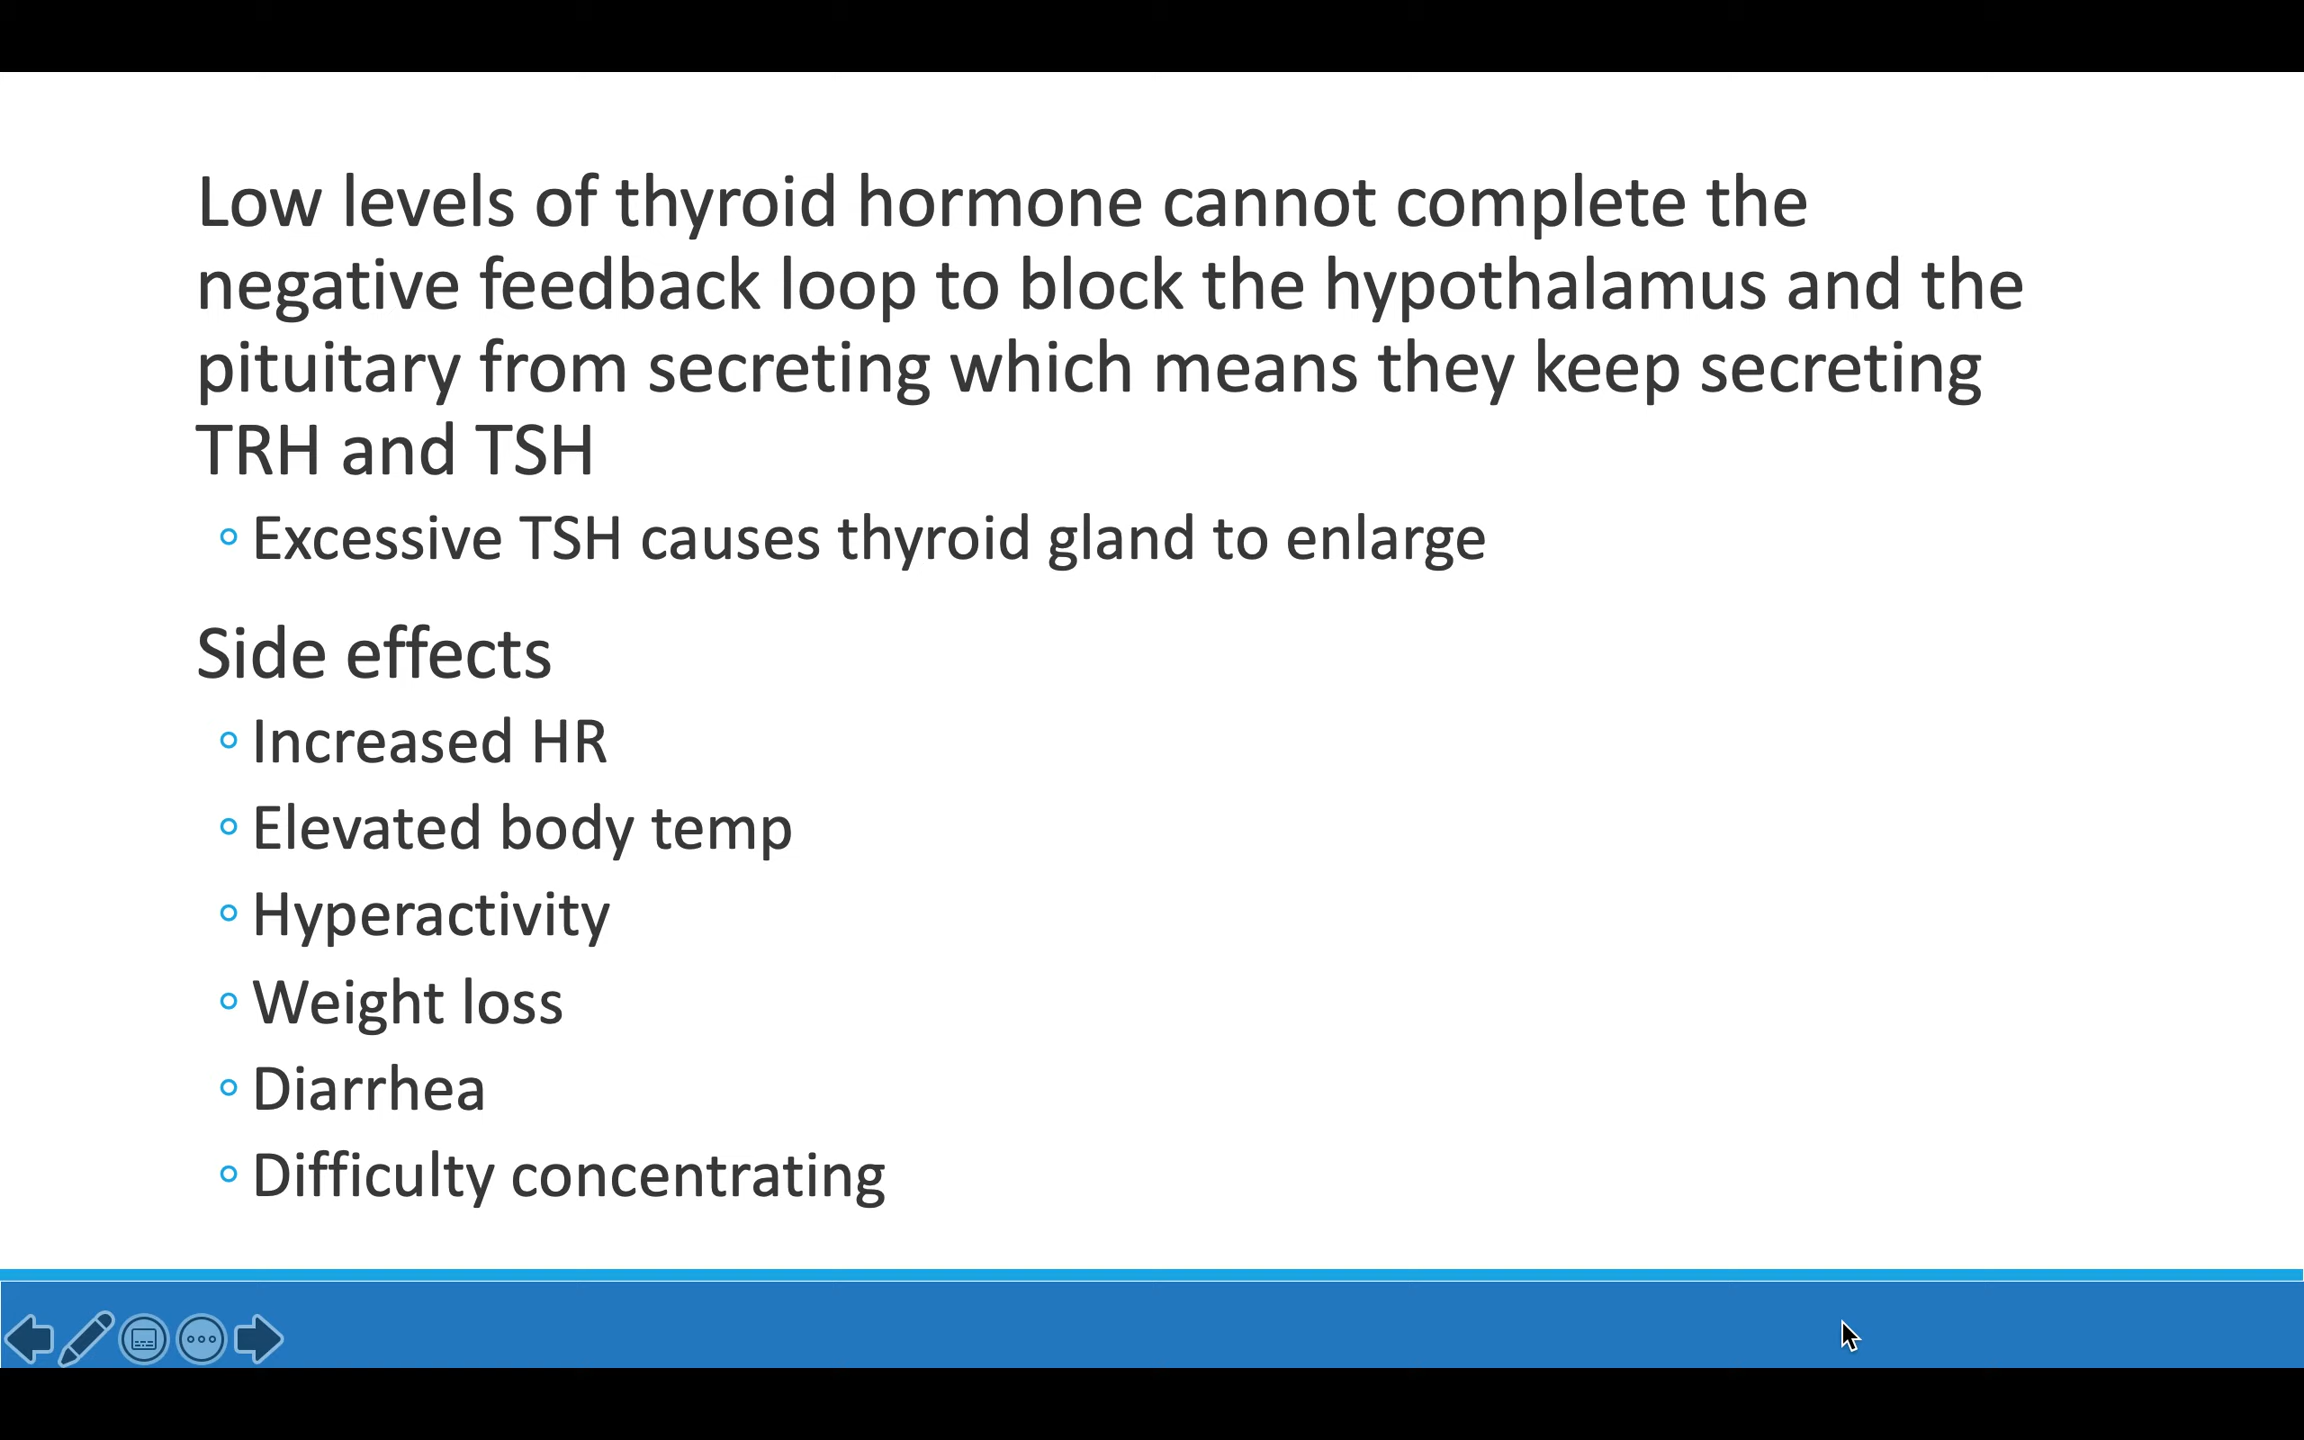 Low levels of thyroid hormone cannot complete the
negative feedback loop to block the hypothalamus and the
pituitary from secreting which means they keep secreting
TRH and TSH
Excessive TSH causes thyroid gland to enlarge
Side effects
Increased HR
Elevated body temp
Hyperactivity
Weight loss
Diarrhea
Difficulty concentrating